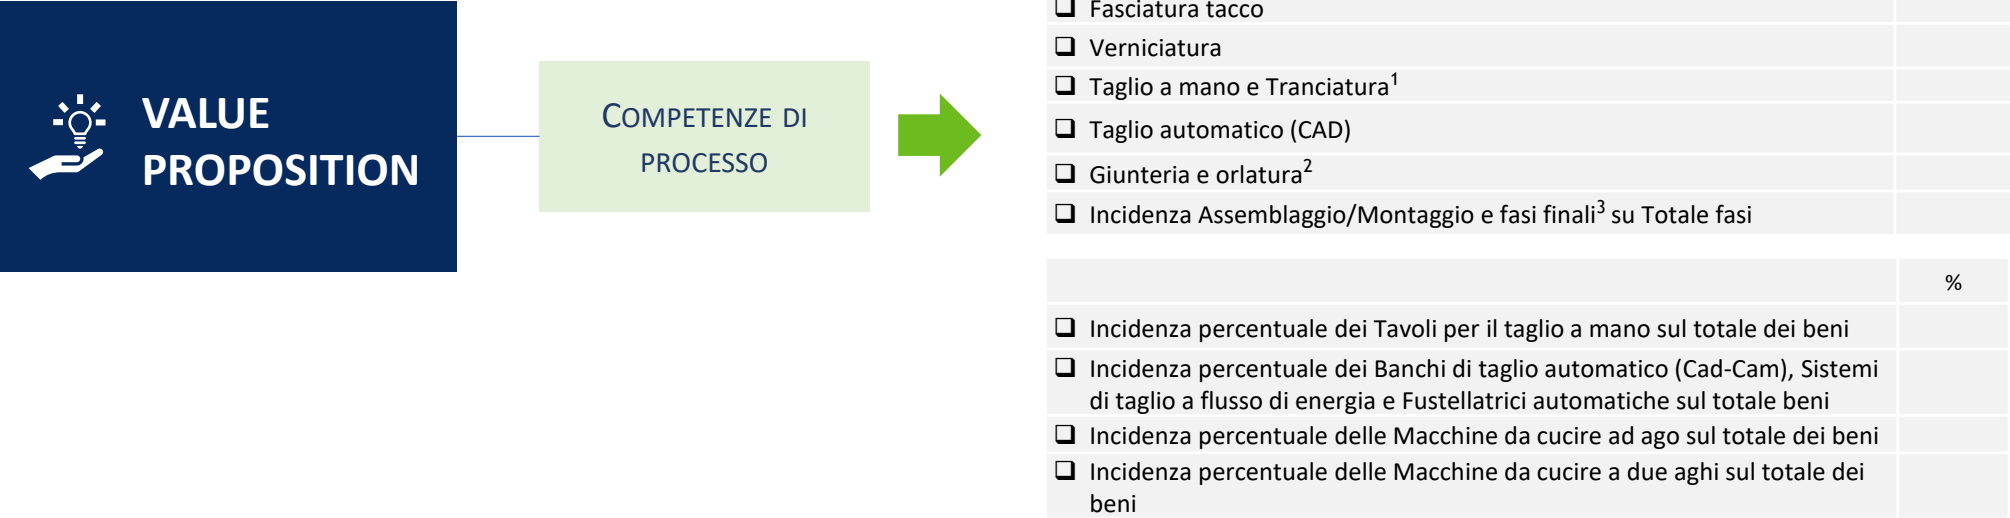 VALUE
PROPOSITION
COMPETENZE DI
PROCESSO
❑ Fasciatura tacco
❑ Verniciatura
❑ Taglio a mano e Tranciatura¹
❑ Taglio automatico (CAD)
❑ Giunteria e orlatura²
❑ Incidenza Assemblaggio/Montaggio e fasi finali³ su Totale fasi
%
❑ Incidenza percentuale dei Tavoli per il taglio a mano sul totale dei beni
❑ Incidenza percentuale dei Banchi di taglio automatico (Cad-Cam), Sistemi
di taglio a flusso di energia e Fustellatrici automatiche sul totale beni
❑ Incidenza percentuale delle Macchine da cucire ad ago sul totale dei beni
❑ Incidenza percentuale delle Macchine da cucire a due aghi sul totale dei
beni